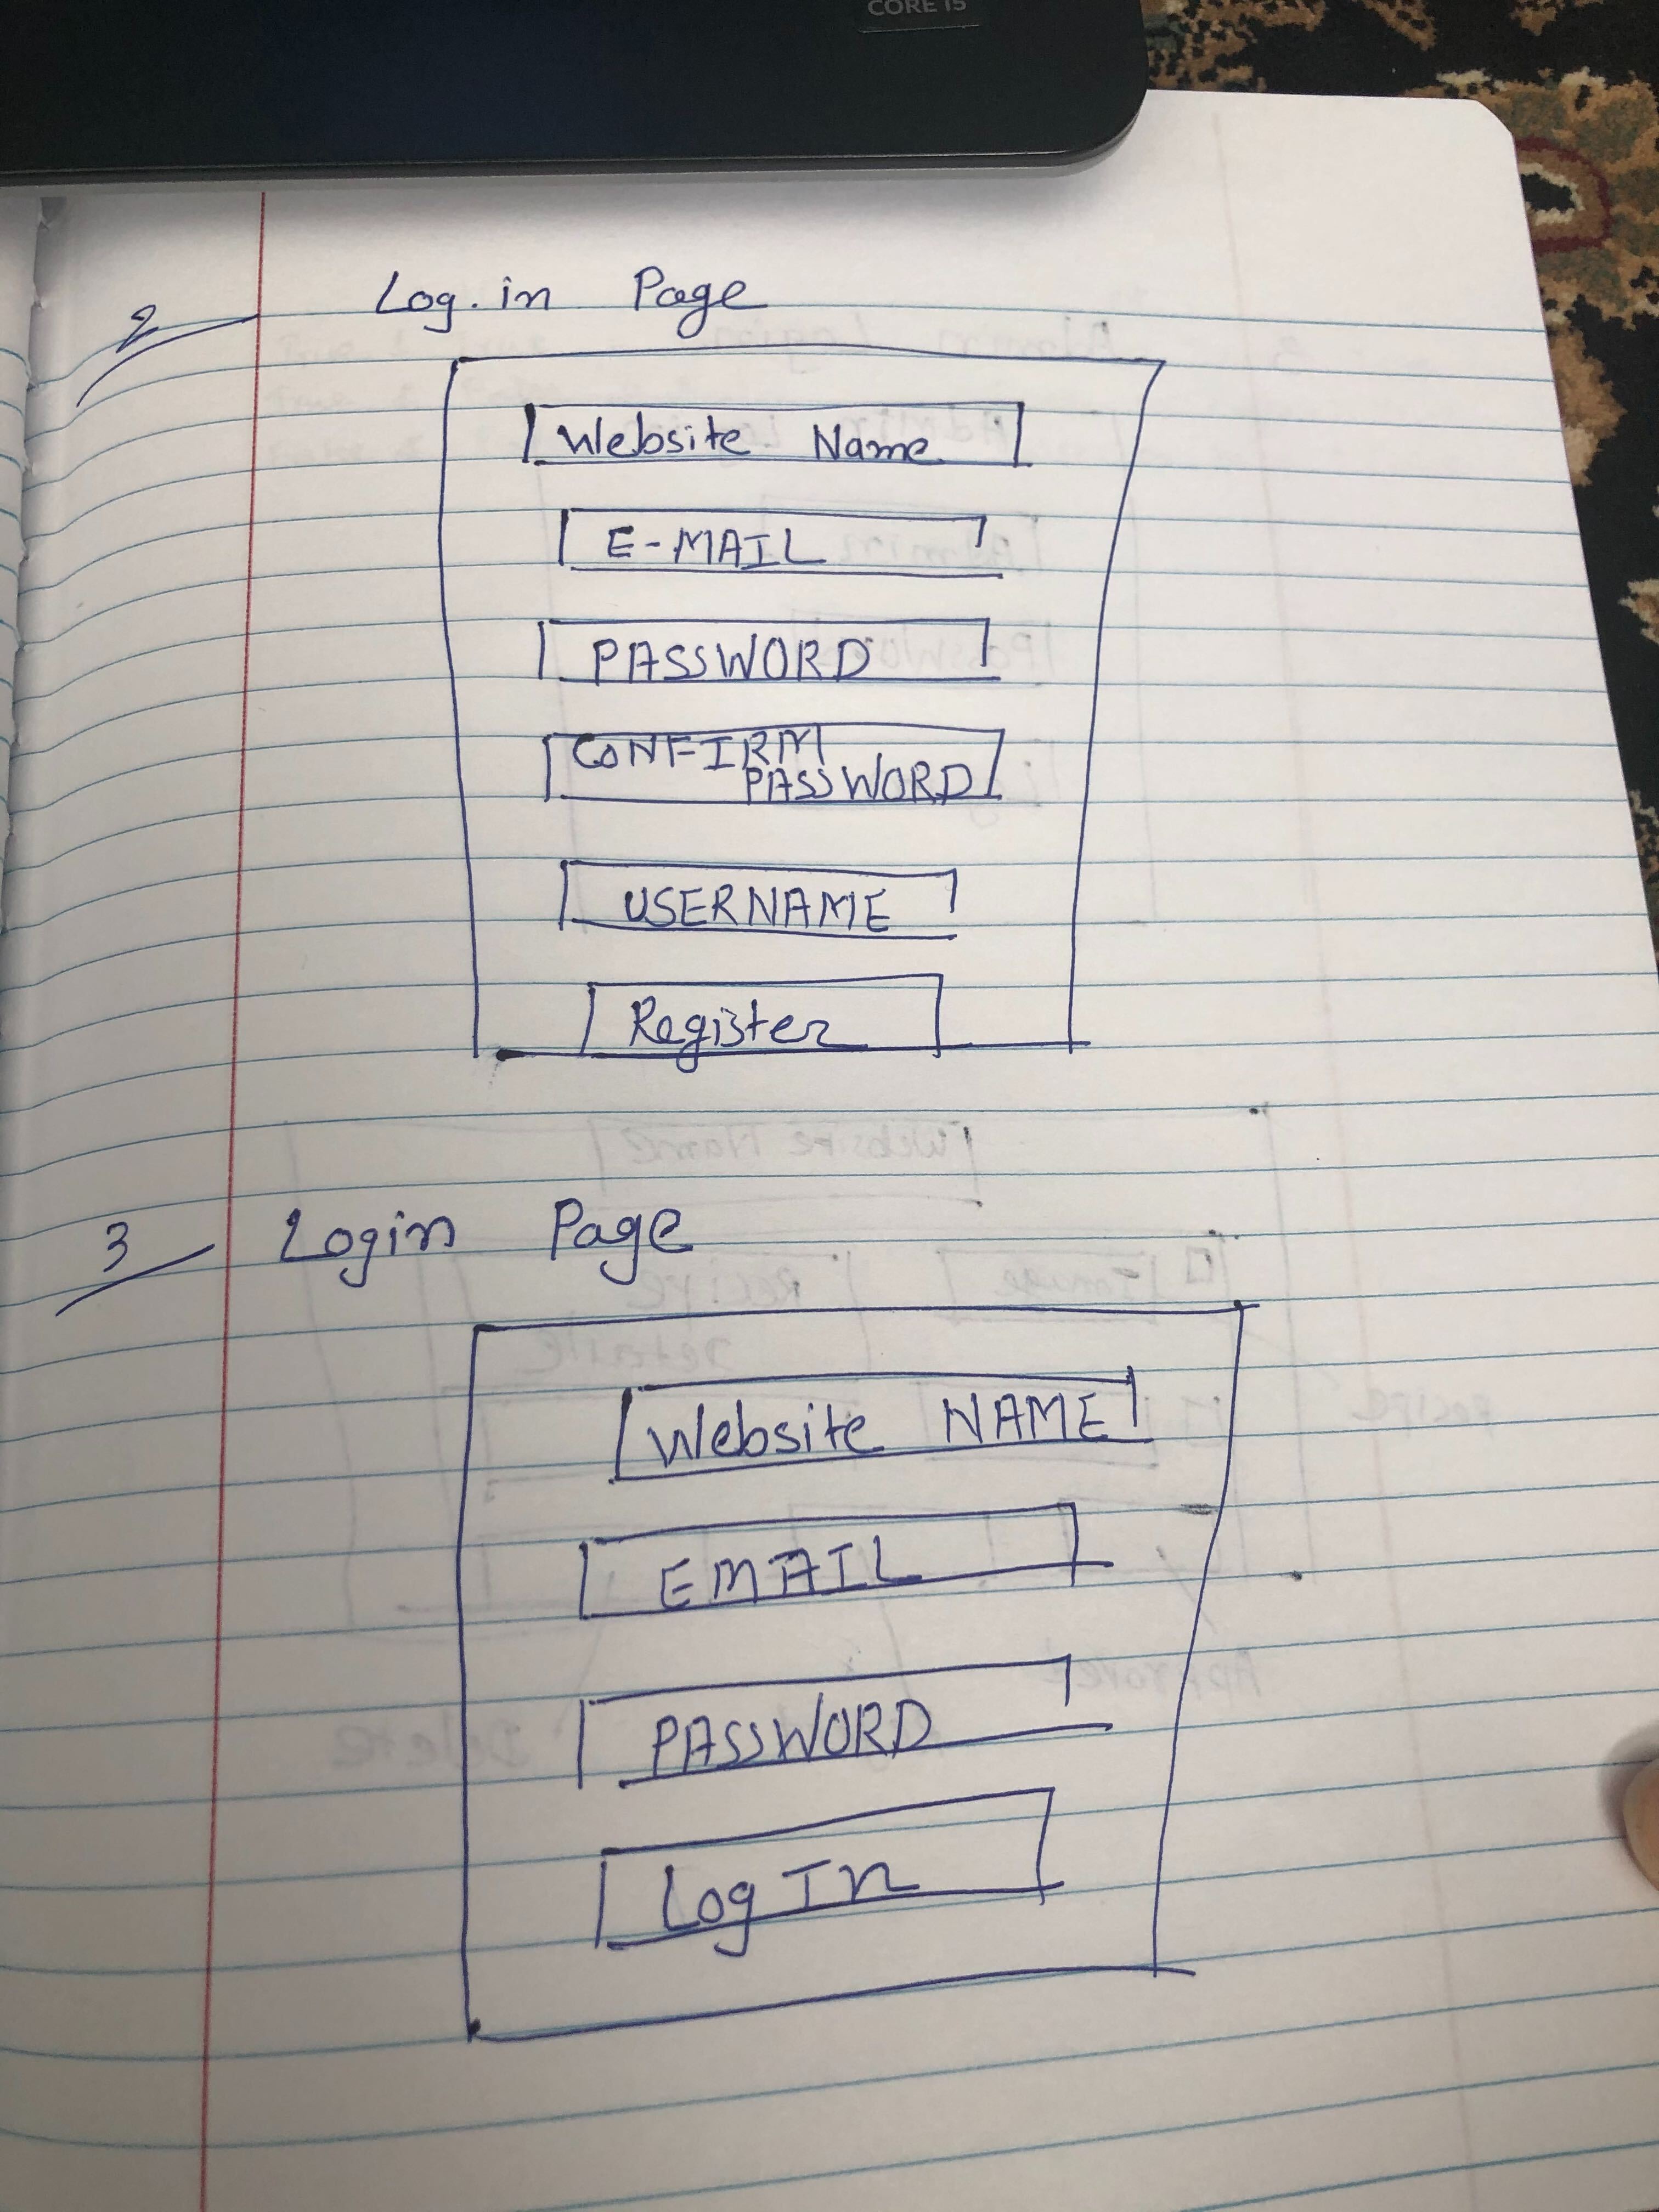 CORE i5
2 Log.in Page
Website Name
E-MAIL
PASSWORD
CONFIRM
PASSWORD
USERNAME
Register
3 Login Page
Website NAME
EMAIL
PASSWORD
Log In